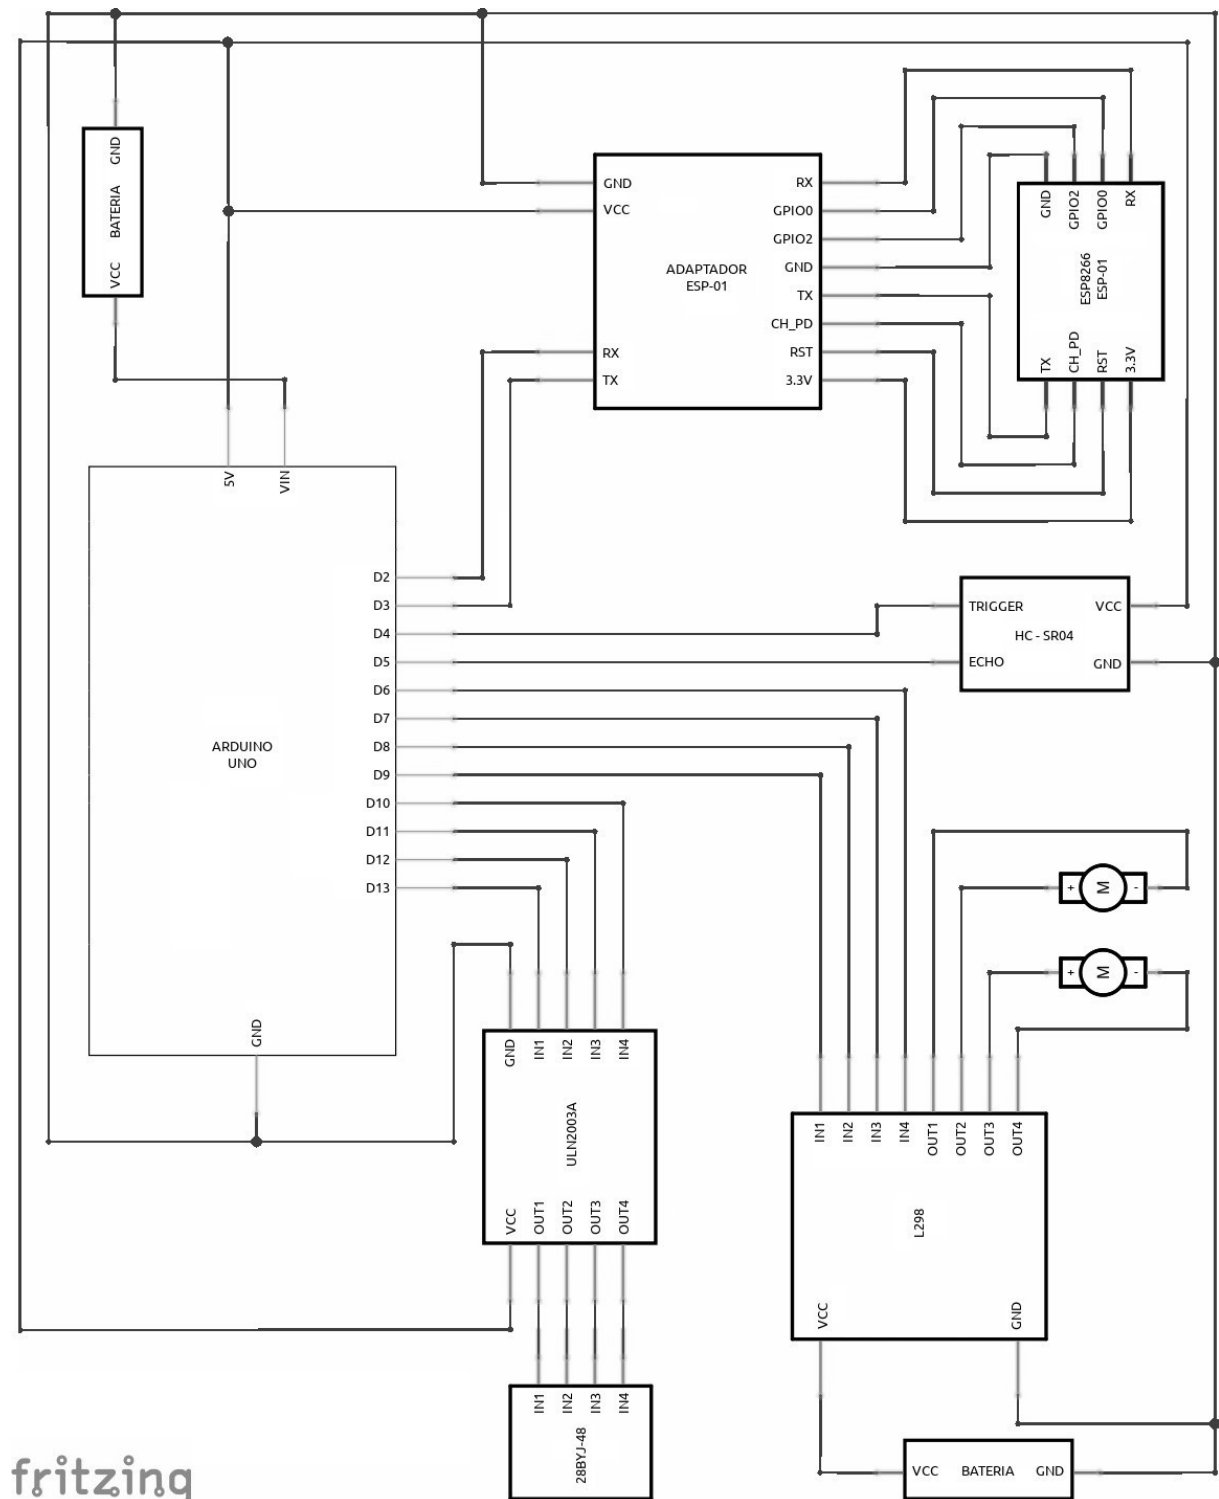 GND
BATERIA
VCC
GND
VCC
RX
TX
ADAPTADOR
ESP-01
RX
GPIO0
GPIO2
GND
TX
CH_PD
RST
3.3V
GND
GPIO2
GPIO0
RX
ESP8266
ESP-01
TX
CH_PD
RST
3.3V
5V
VIN
D2
D3
D4
D5
D6
D7
D8
D9
D10
D11
D12
D13
ARDUINO
UNO
GND
TRIGGER
VCC
HC - SR04
ECHO
GND
+
M
-
+
M
-
GND
IN1
IN2
IN3
IN4
ULN2003A
VCC
OUT1
OUT2
OUT3
OUT4
IN1
IN2
IN3
IN4
OUT1
OUT2
OUT3
OUT4
L298
VCC
GND
IN1
IN2
IN3
IN4
28BYJ-48
VCC
BATERIA
GND
fritzing